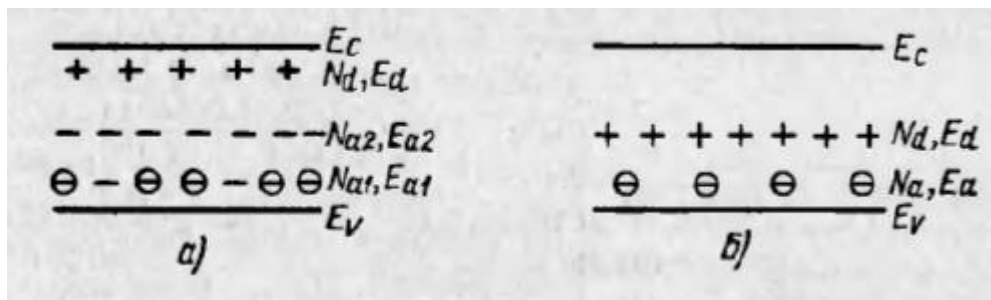 Ec
+ + + + + Nd, Ed
- - - - - - - Na2, Ea2
⊖ - ⊖ ⊖ - ⊖ ⊖ Na1, Ea1
Ev
а)
Ec
+ + + + + + + Nd, Ed
⊖ ⊖ ⊖ ⊖ Na, Ea
Ev
б)